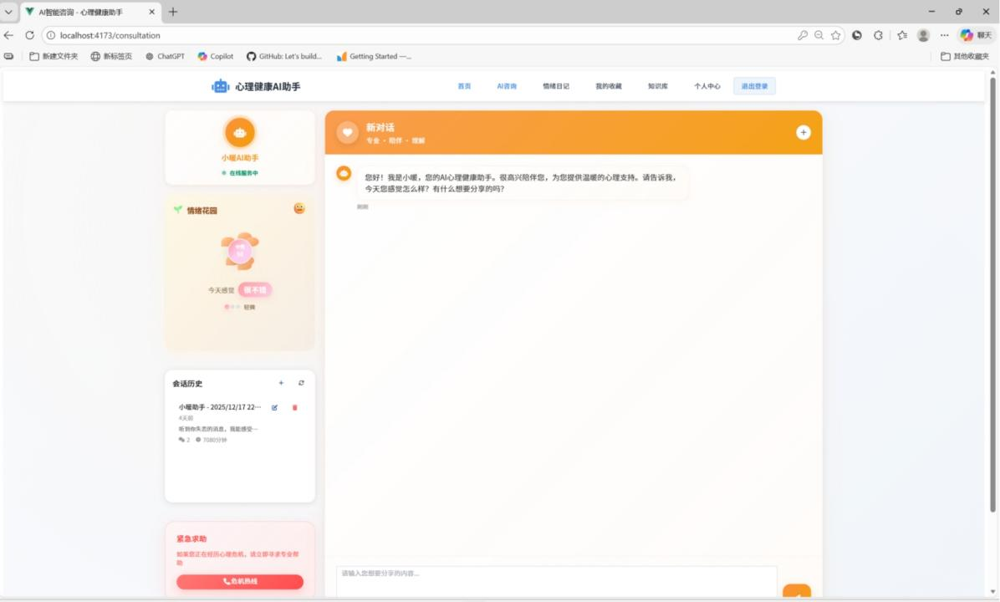 AI智能咨询 - 心理健康助手
localhost:4173/consultation
聊天
新建文件夹
新标签页
ChatGPT
Copilot
GitHub: Let's build...
Getting Started —...
其他收藏夹
心理健康AI助手
首页
AI咨询
情绪日记
我的收藏
知识库
个人中心
退出登录
小暖AI助手
在线服务中
情绪花园
今天感觉
很不错
轻微
会话历史
小暖助手 - 2025/12/17 22...
4天前
听到你失恋的消息，我能感受...
2
7080分钟
紧急求助
如果您正在经历心理危机，请立即寻求专业帮
助
危机热线
新对话
专业 · 陪伴 · 理解
您好！我是小暖，您的AI心理健康助手。很高兴陪伴您，为您提供温暖的心理支持。请告诉我，
今天您感觉怎么样？有什么想要分享的吗？
刚刚
请输入您想要分享的内容...